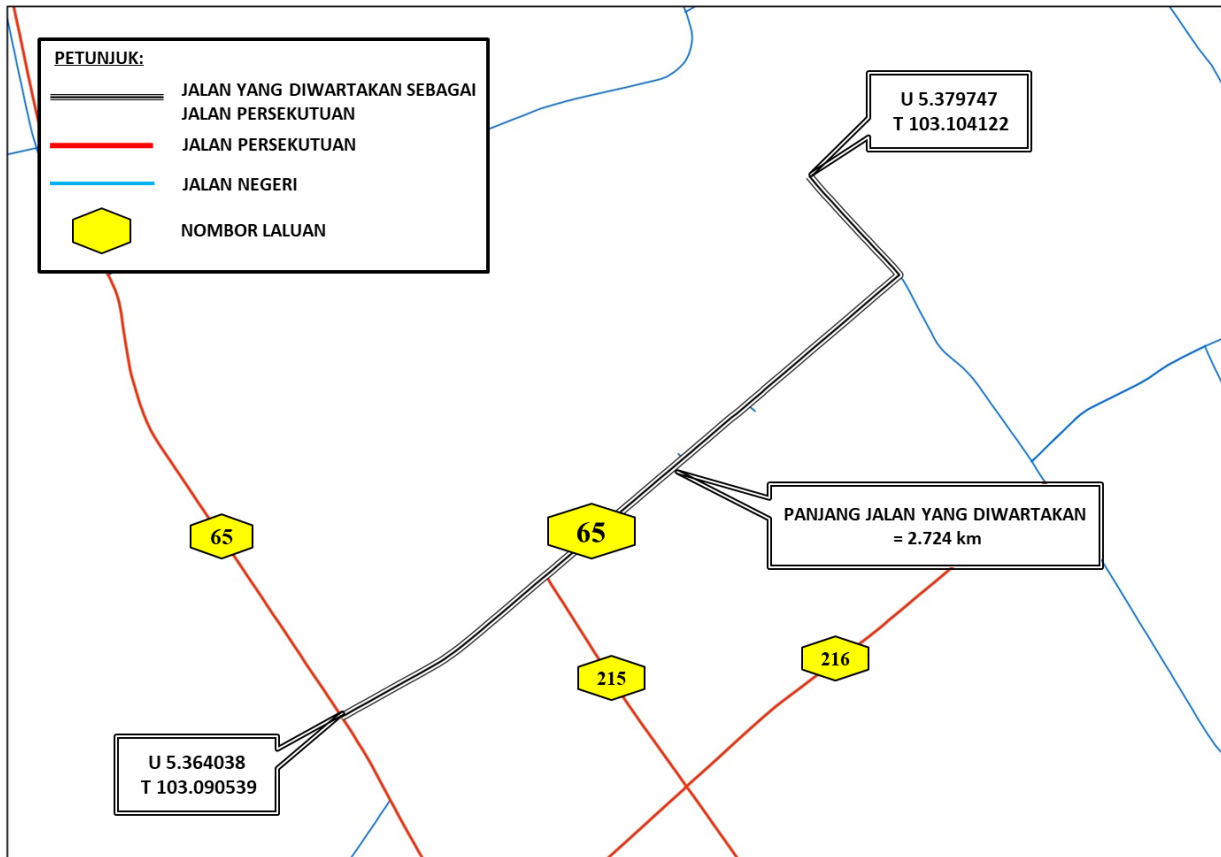 PETUNJUK:
JALAN YANG DIWARTAKAN SEBAGAI
JALAN PERSEKUTUAN
JALAN PERSEKUTUAN
JALAN NEGERI
NOMBOR LALUAN
U 5.379747
T 103.104122
PANJANG JALAN YANG DIWARTAKAN
= 2.724 km
65
65
215
216
U 5.364038
T 103.090539